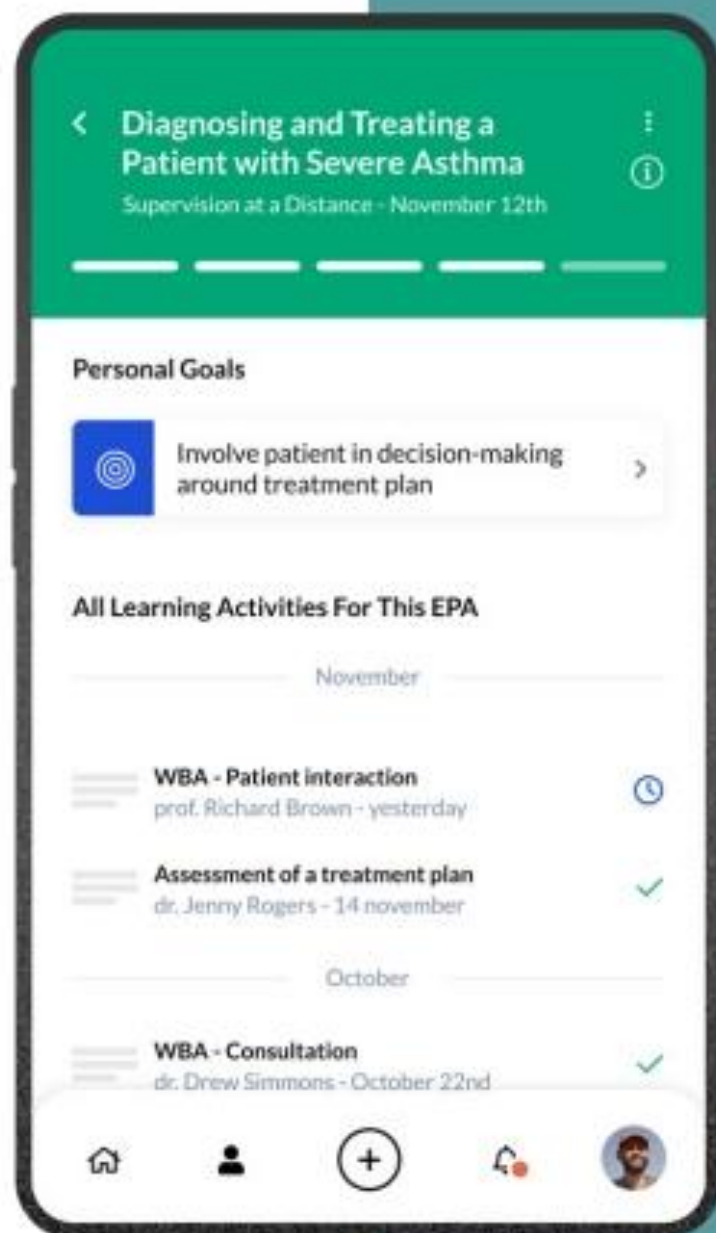 Diagnosing and Treating a
Patient with Severe Asthma
Supervision at a Distance - November 12th
Personal Goals
Involve patient in decision-making
around treatment plan
All Learning Activities For This EPA
November
WBA - Patient interaction
prof. Richard Brown - yesterday
Assessment of a treatment plan
dr. Jenny Rogers - 14 november
October
WBA - Consultation
dr. Drew Simmons - October 22nd